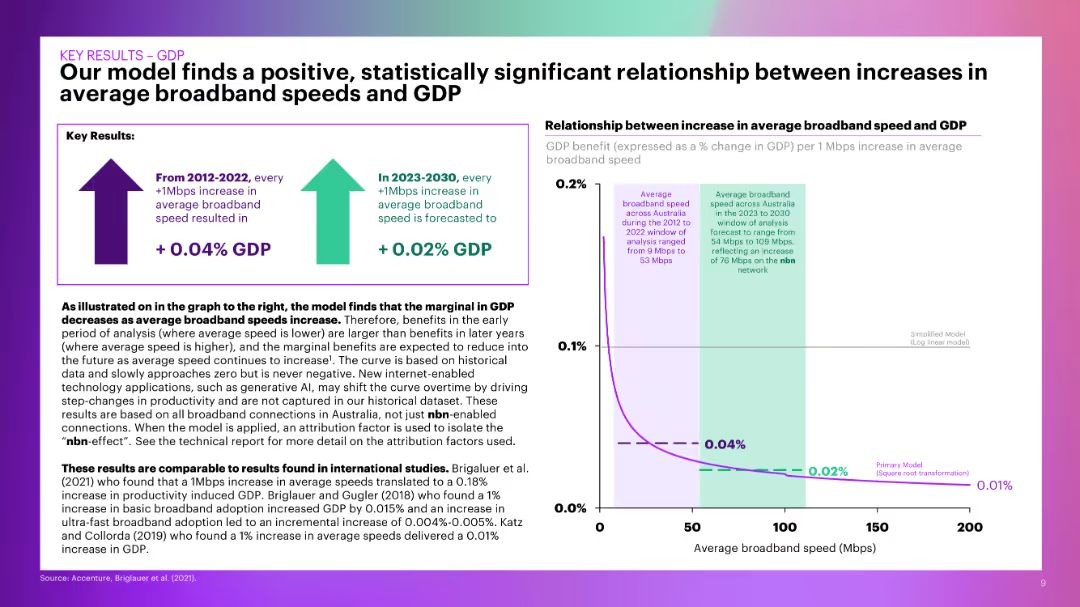 KEY RESULTS – GDP
Our model finds a positive, statistically significant relationship between increases in
average broadband speeds and GDP
Key Results:
From 2012-2022, every
+1Mbps increase in
average broadband
speed resulted in
+ 0.04% GDP
In 2023-2030, every
+1Mbps increase in
average broadband
speed is forecasted to
+ 0.02% GDP
As illustrated on in the graph to the right, the model finds that the marginal in GDP
decreases as average broadband speeds increase. Therefore, benefits in the early
period of analysis (where average speed is lower) are larger than benefits in later years
(where average speed is higher), and the marginal benefits are expected to reduce into
the future as average speed continues to increase¹. The curve is based on historical
data and slowly approaches zero but is never negative. New internet-enabled
technology applications, such as generative AI, may shift the curve overtime by driving
step-changes in productivity and are not captured in our historical dataset. These
results are based on all broadband connections in Australia, not just nbn-enabled
connections. When the model is applied, an attribution factor is used to isolate the
“nbn-effect”. See the technical report for more detail on the attribution factors used.
These results are comparable to results found in international studies. Brigalauer et al.
(2021) who found that a 1Mbps increase in average speeds translated to a 0.18%
increase in productivity induced GDP. Briglauer and Gugler (2018) who found a 1%
increase in basic broadband adoption increased GDP by 0.015% and an increase in
ultra-fast broadband adoption led to an incremental increase of 0.004%-0.005%. Katz
and Collorda (2019) who found a 1% increase in average speeds delivered a 0.01%
increase in GDP.
Relationship between increase in average broadband speed and GDP
GDP benefit (expressed as a % change in GDP) per 1 Mbps increase in average
broadband speed
0.2%
0.1%
0.0%
Average
broadband speed
across Australia
during the 2012 to
2022 window of
analysis ranged
from 9 Mbps to
53 Mbps
Average broadband
speed across Australia
in the 2023 to 2030
window of analysis
forecast to range from
54 Mbps to 109 Mbps,
reflecting an increase
of 76 Mbps on the nbn
network
Simplified Model
(Log linear model)
0.04%
0.02%
Primary Model
(Square root transformation)
0.01%
0
50
100
150
200
Average broadband speed (Mbps)
Source: Accenture, Briglauer et al. (2021).
9